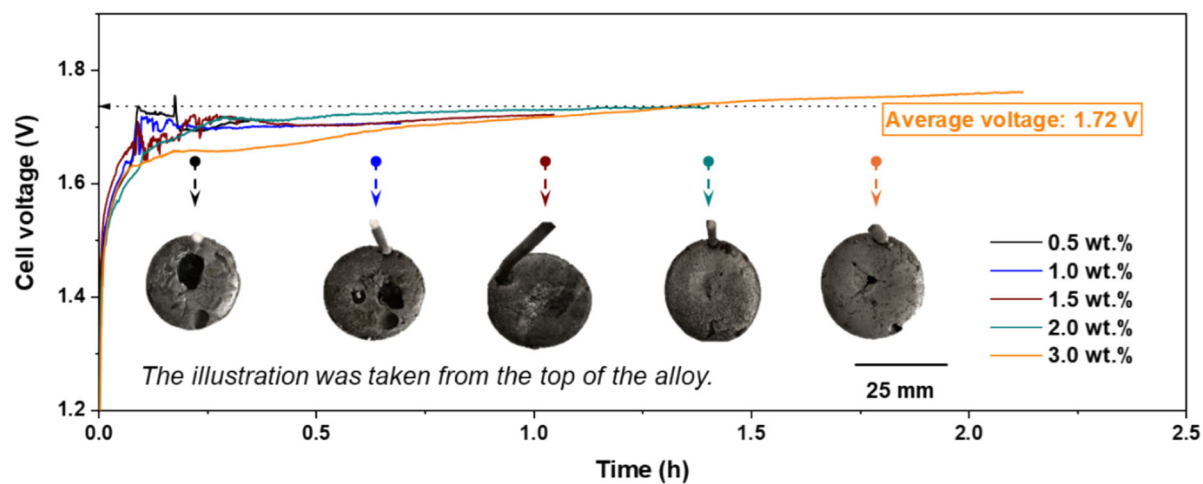 1.8
1.6
1.4
1.2
Cell voltage (V)
Average voltage: 1.72 V
0.5 wt.%
1.0 wt.%
1.5 wt.%
2.0 wt.%
3.0 wt.%
The illustration was taken from the top of the alloy.
25 mm
0.0 0.5 1.0 1.5 2.0 2.5
Time (h)